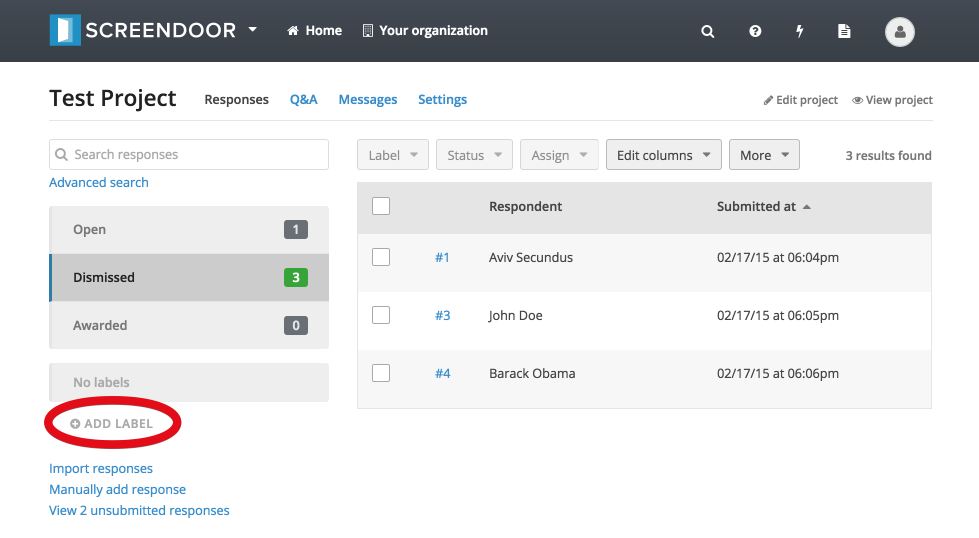 SCREENDOOR Home Your organization
Test Project Responses Q&A Messages Settings Edit project View project
Search responses
Advanced search
Label Status Assign Edit columns More 3 results found
Open 1
Dismissed 3
Awarded 0
No labels
ADD LABEL
Import responses
Manually add response
View 2 unsubmitted responses
Respondent Submitted at
#1 Aviv Secundus 02/17/15 at 06:04pm
#3 John Doe 02/17/15 at 06:05pm
#4 Barack Obama 02/17/15 at 06:06pm